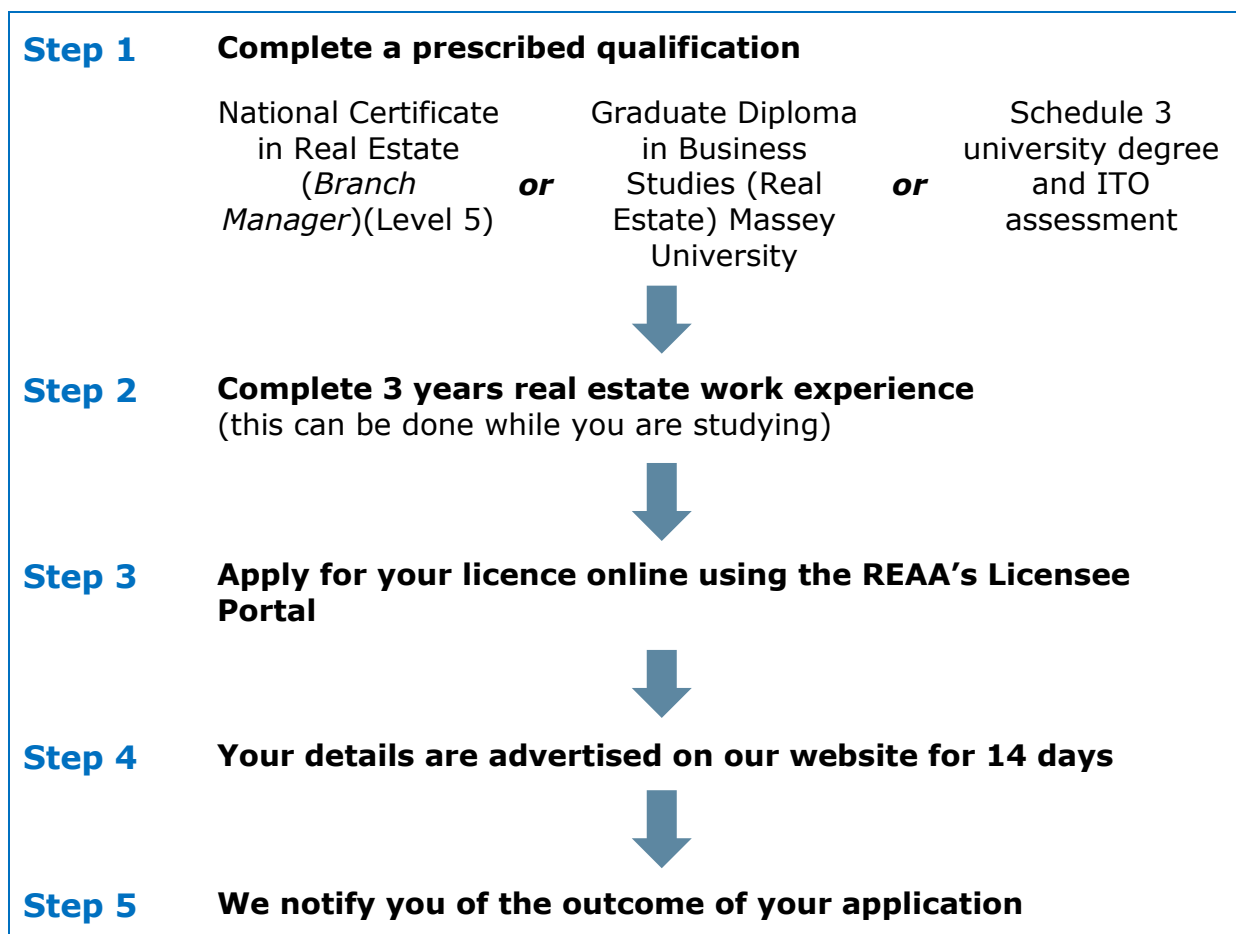 Step 1 Complete a prescribed qualification
National Certificate
in Real Estate
(Branch
Manager)(Level 5)
or
Graduate Diploma
in Business
Studies (Real
Estate) Massey
University
or
Schedule 3
university degree
and ITO
assessment
Step 2 Complete 3 years real estate work experience
(this can be done while you are studying)
Step 3 Apply for your licence online using the REAA's Licensee
Portal
Step 4 Your details are advertised on our website for 14 days
Step 5 We notify you of the outcome of your application